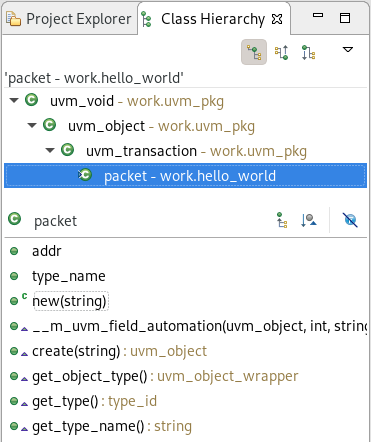 Project Explorer Class Hierarchy
'packet - work.hello_world'
uvm_void - work.uvm_pkg
uvm_object - work.uvm_pkg
uvm_transaction - work.uvm_pkg
packet - work.hello_world
packet
addr
type_name
new(string)
__m_uvm_field_automation(uvm_object, int, string
create(string) : uvm_object
get_object_type() : uvm_object_wrapper
get_type() : type_id
get_type_name() : string